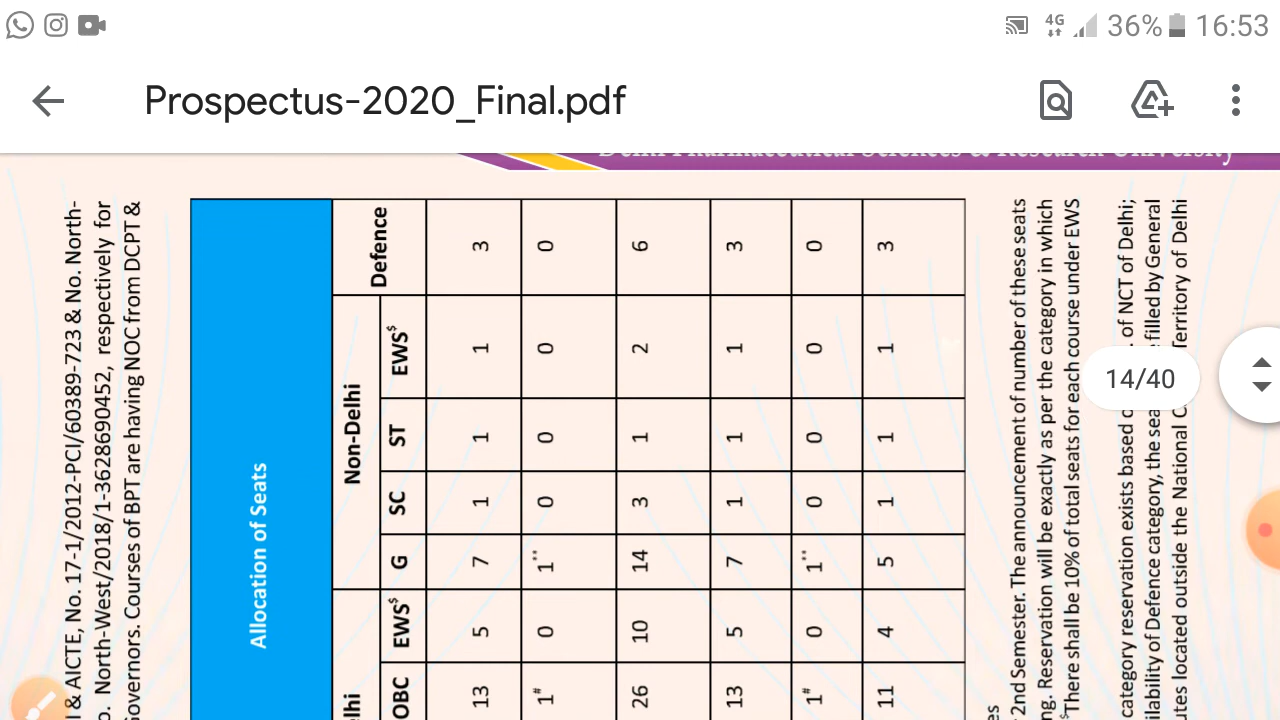 4G 36% 16:53
Prospectus-2020_Final.pdf
Delhi Pharmaceutical Sciences & Research University
I & AICTE, No. 17-1/2012-PCI/60389-723 & No. North-
o. North-West/2018/1-3628690452, respectively for
Governors. Courses of BPT are having NOC from DCPT &
Allocation of Seats
lhi Non-Delhi Defence
OBC EWS$ G SC ST EWS$
13 5 7 1 1 1 3
1# 0 1** 0 0 0 0
26 10 14 3 1 2 6
13 5 7 1 1 1 3
1# 0 1** 0 0 0 0
11 4 5 1 1 1 3
es
2nd Semester. The announcement of number of these seats
ng. Reservation will be exactly as per the category in which
$There shall be 10% of total seats for each course under EWS
category reservation exists based of NCT of Delhi;
ilability of Defence category, the sea filled by General
utes located outside the National Territory of Delhi
14/40